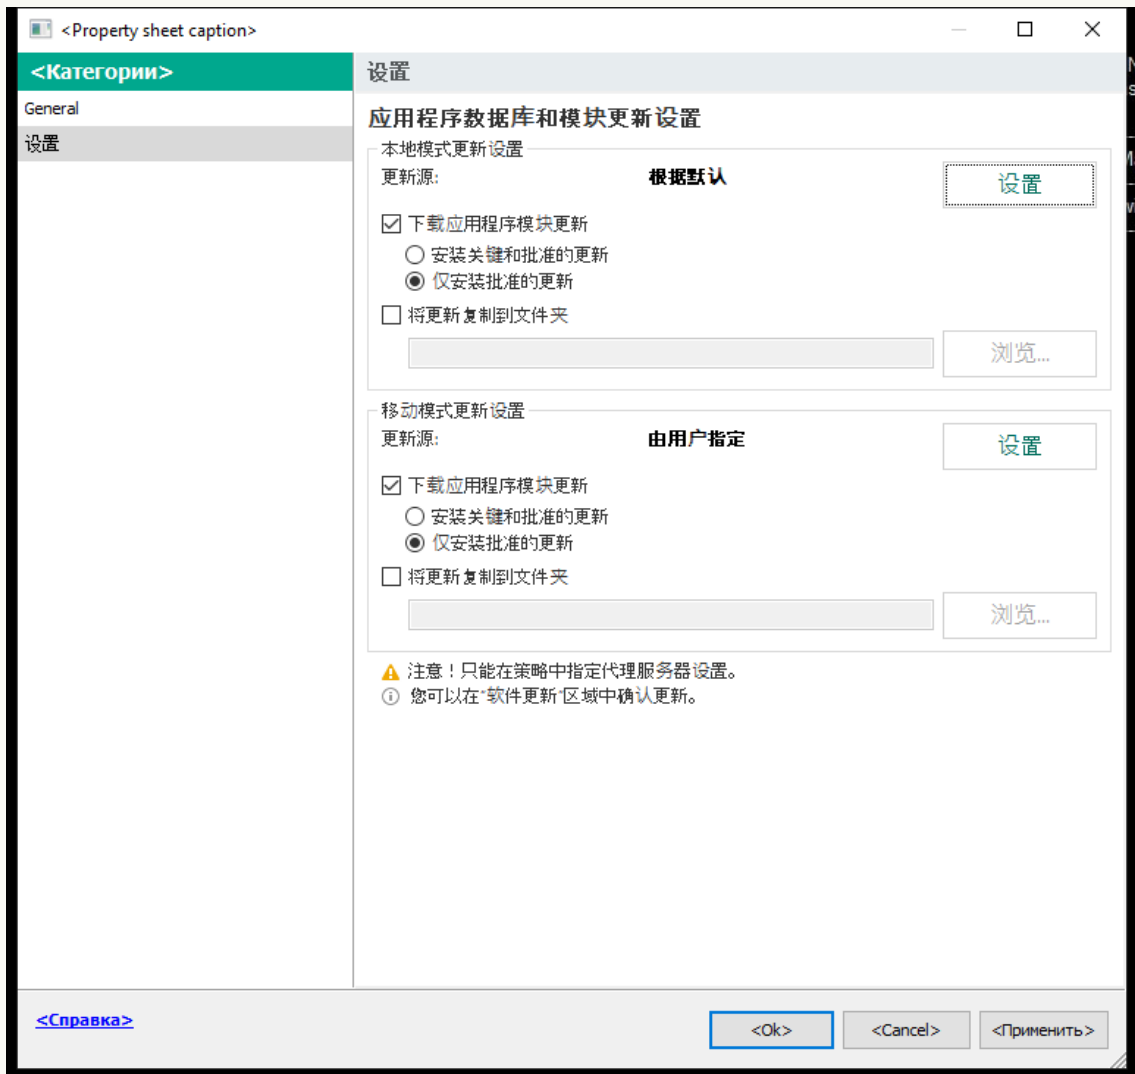 <Property sheet caption>
<Категории>
General
设置
设置
应用程序数据库和模块更新设置
本地模式更新设置
更新源:
根据默认
设置
下载应用程序模块更新
安装关键和批准的更新
仅安装批准的更新
将更新复制到文件夹
浏览...
移动模式更新设置
更新源:
由用户指定
设置
下载应用程序模块更新
安装关键和批准的更新
仅安装批准的更新
将更新复制到文件夹
浏览...
注意！只能在策略中指定代理服务器设置。
您可以在"软件更新"区域中确认更新。
<Справка>
<Ok>
<Cancel>
<Применить>